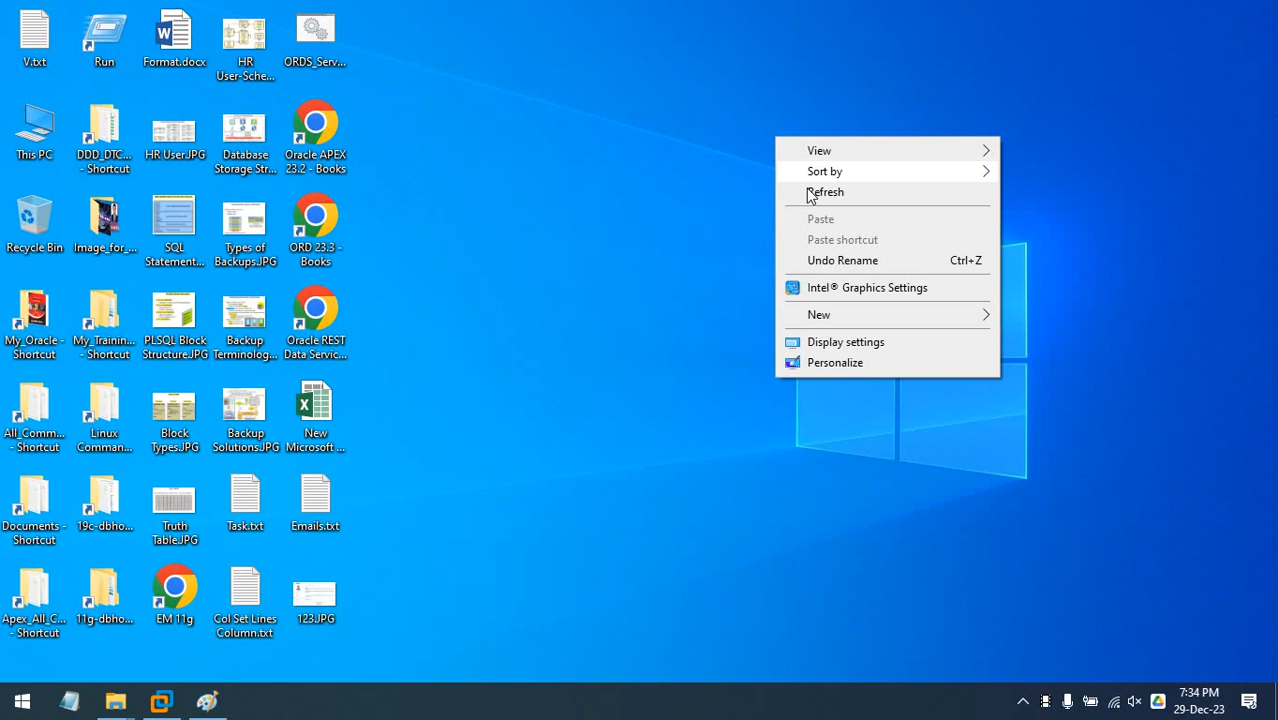 V.txt
Run
Format.docx
HR
User-Sche...
ORDS_Serv...
This PC
DDD_DTC...
- Shortcut
HR User.JPG
Database
Storage Str...
Oracle APEX
23.2 - Books
Recycle Bin
Image_for_...
SQL
Statement...
Types of
Backups.JPG
ORD 23.3 -
Books
My_Oracle -
Shortcut
My_Trainin...
- Shortcut
PLSQL Block
Structure.JPG
Backup
Terminolog...
Oracle REST
Data Servic...
All_Comm...
- Shortcut
Linux
Comman...
Block
Types.JPG
Backup
Solutions.JPG
New
Microsoft ...
Documents -
Shortcut
19c-dbho...
Truth
Table.JPG
Task.txt
Emails.txt
Apex_All_C...
- Shortcut
11g-dbho...
EM 11g
Col Set Lines
Column.txt
123.JPG
View
Sort by
Refresh
Paste
Paste shortcut
Undo Rename Ctrl+Z
Intel® Graphics Settings
New
Display settings
Personalize
7:34 PM
29-Dec-23